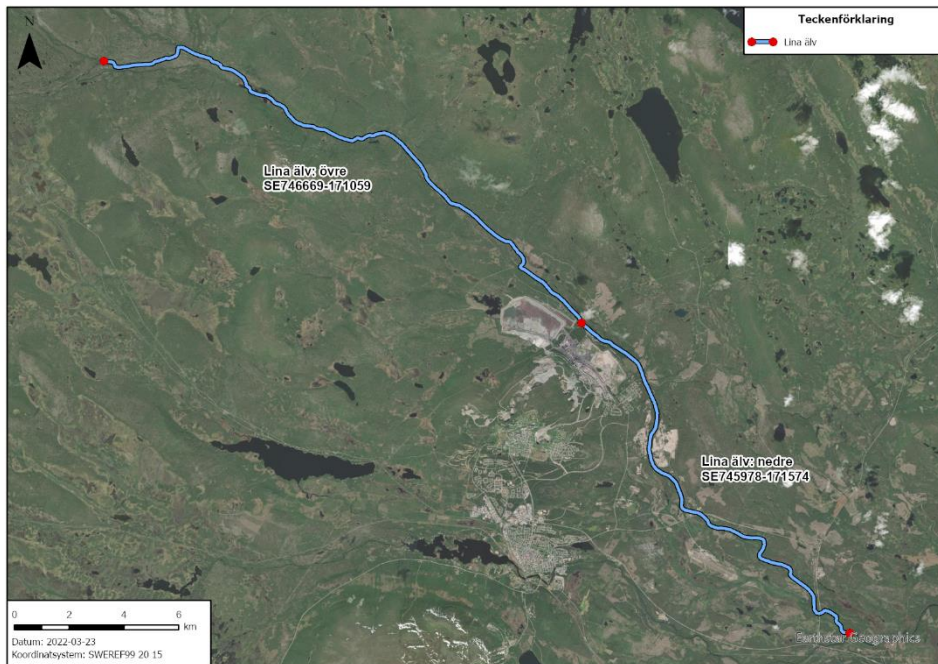 N
Teckenförklaring
Lina älv
Lina älv: övre
SE746669-171059
Lina älv: nedre
SE745978-171574
0 2 4 6
km
Datum: 2022-03-23
Koordinatsystem: SWEREF99 20 15
Earthstar Geographics